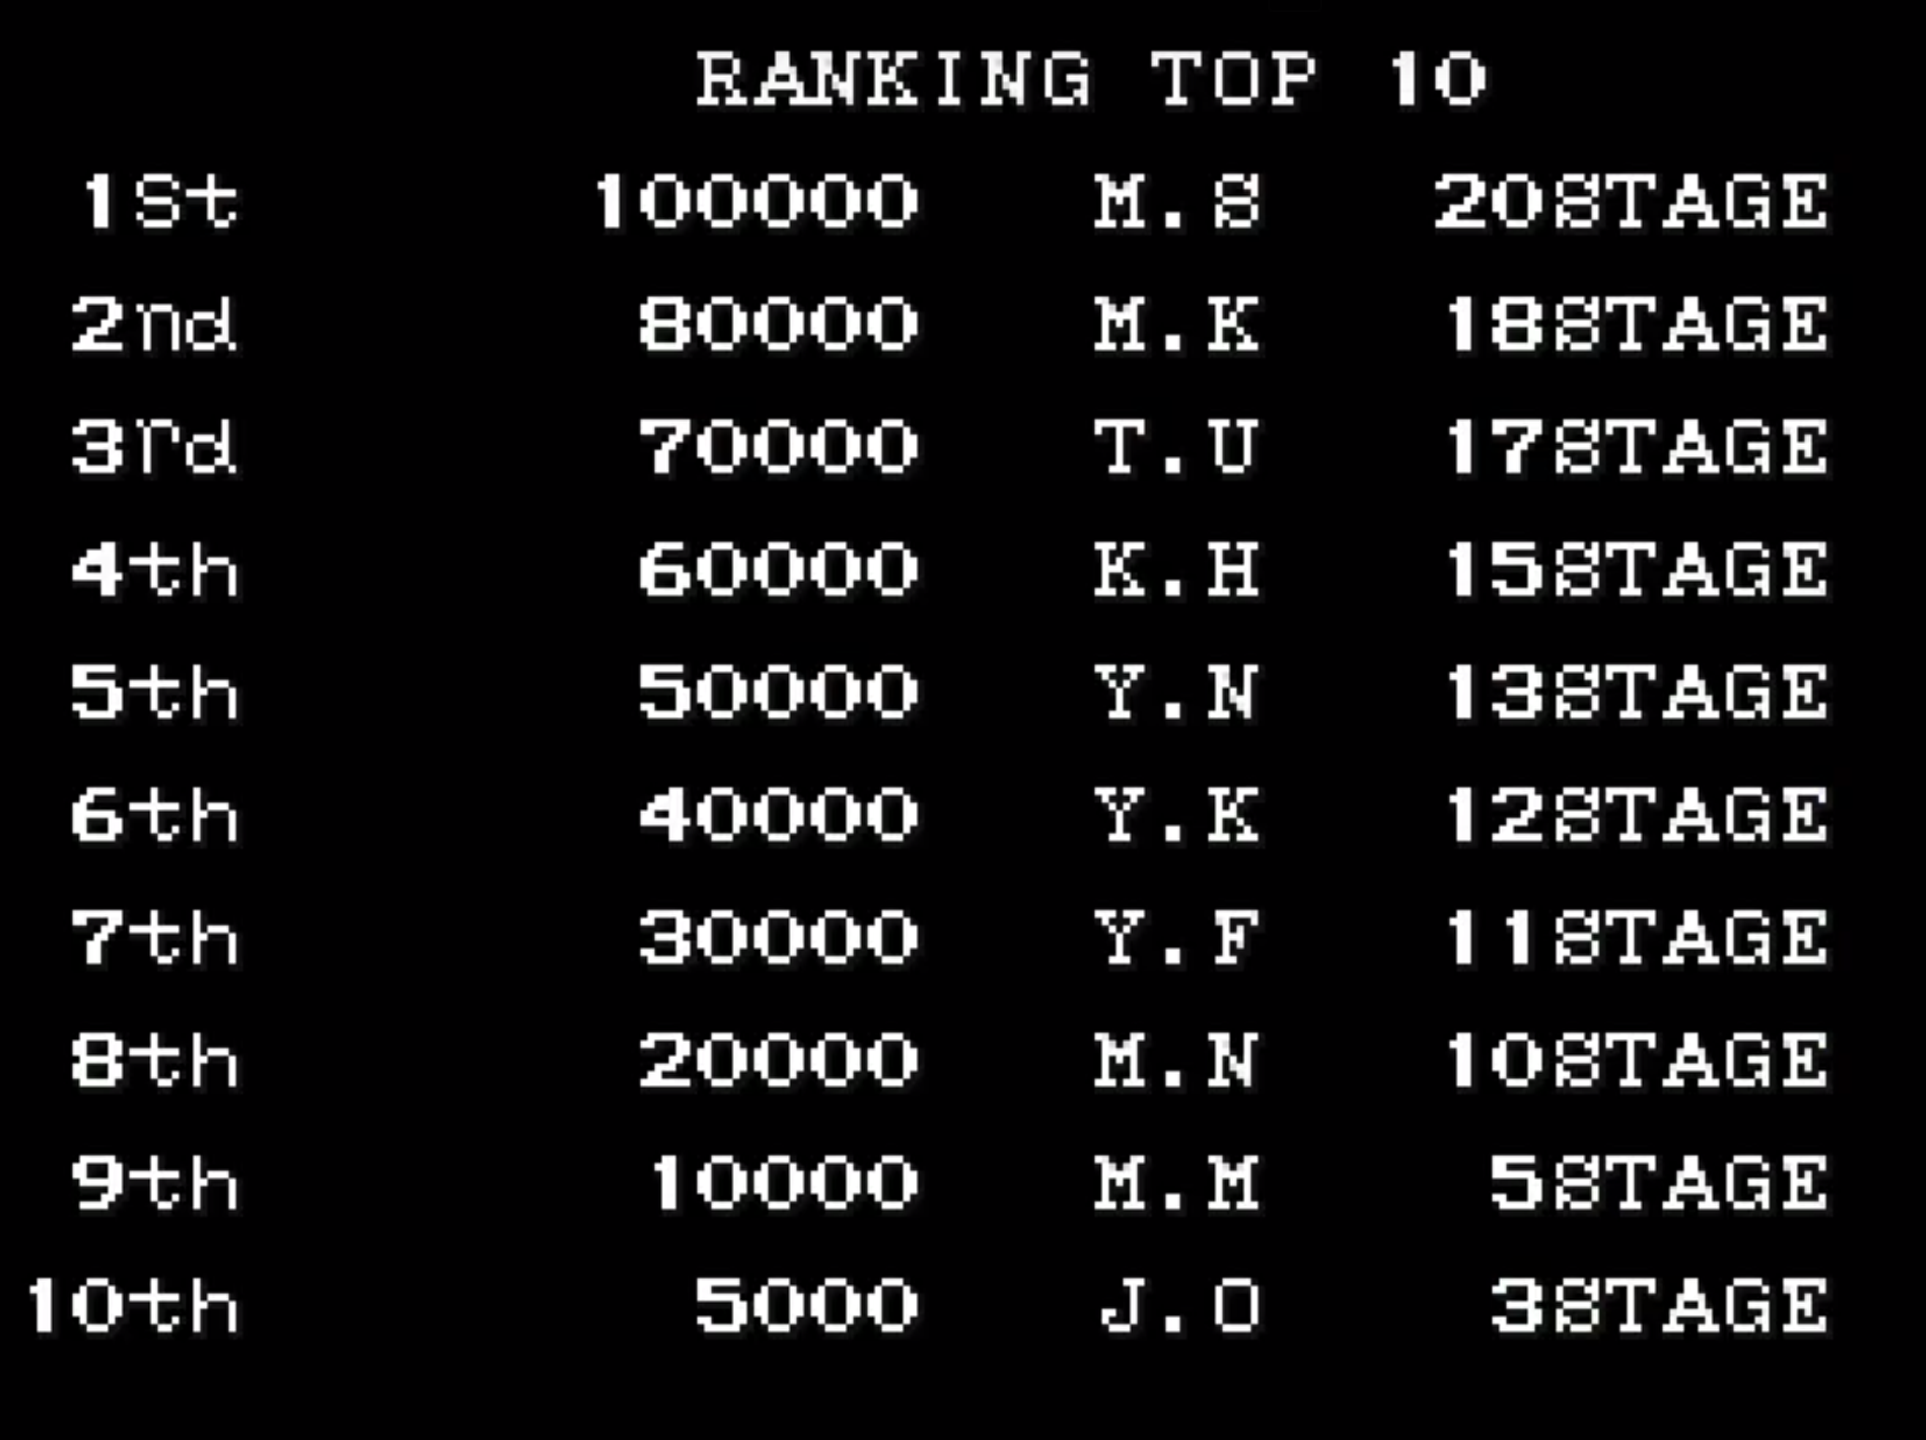 RANKING TOP 10
1St 100000 M.S 20STAGE
2nd 80000 M.K 18STAGE
3rd 70000 T.U 17STAGE
4th 60000 K.H 15STAGE
5th 50000 Y.N 13STAGE
6th 40000 Y.K 12STAGE
7th 30000 Y.F 11STAGE
8th 20000 M.N 10STAGE
9th 10000 M.M 5STAGE
10th 5000 J.O 3STAGE